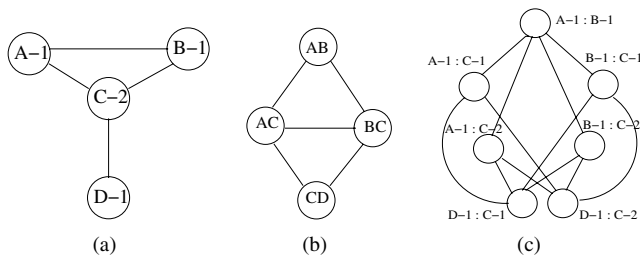 A−1
B−1
C−2
D−1
(a)
AB
AC
BC
CD
(b)
A−1 : B−1
A−1 : C−1
B−1 : C−1
A−1 : C−2
B−1 : C−2
D−1 : C−1
D−1 : C−2
(c)